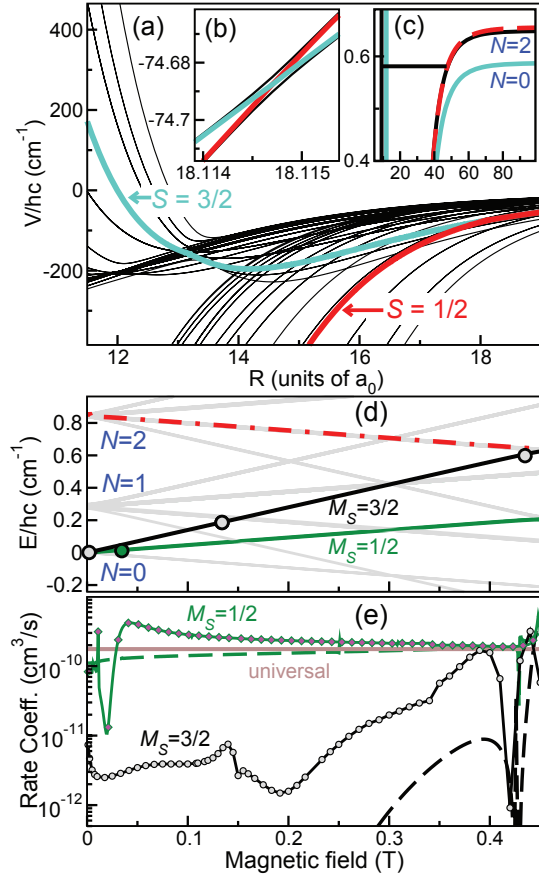 (a)
(b)
(c)
400
200
0
-200
V/hc (cm⁻¹)
-74.68
-74.7
18.114
18.115
0.6
0.4
N=2
N=0
20
40
60
80
S = 3/2
S = 1/2
12
14
16
18
R (units of a₀)
(d)
0.8
0.6
0.4
0.2
0
-0.2
E/hc (cm⁻¹)
N=2
N=1
N=0
M_S=3/2
M_S=1/2
(e)
M_S=1/2
universal
M_S=3/2
10⁻¹⁰
10⁻¹¹
10⁻¹²
Rate Coeff. (cm³/s)
0
0.1
0.2
0.3
0.4
Magnetic field (T)